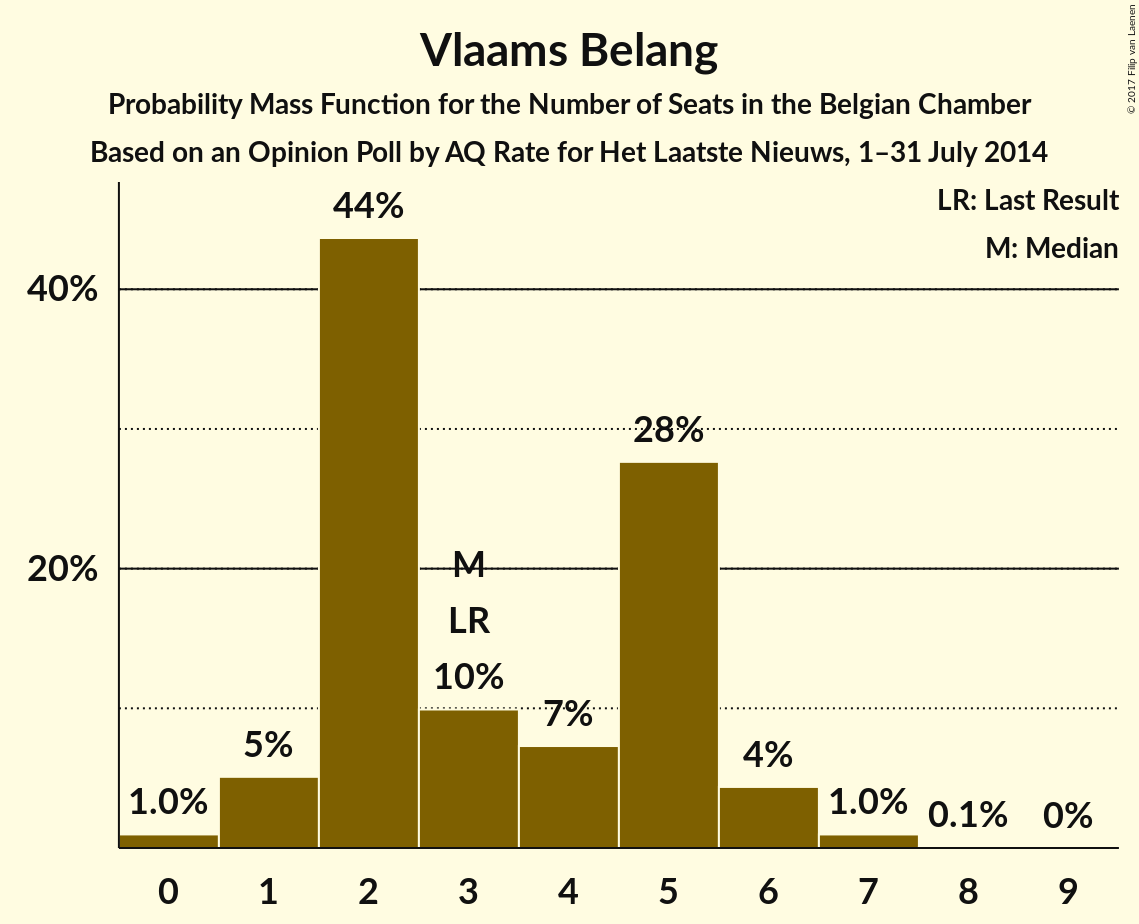 Vlaams Belang
Probability Mass Function for the Number of Seats in the Belgian Chamber
Based on an Opinion Poll by AQ Rate for Het Laatste Nieuws, 1–31 July 2014
© 2017 Filip van Laenen
LR: Last Result
M: Median
40%
20%
1.0%
5%
44%
M
LR
10%
7%
28%
4%
1.0%
0.1%
0%
0 1 2 3 4 5 6 7 8 9